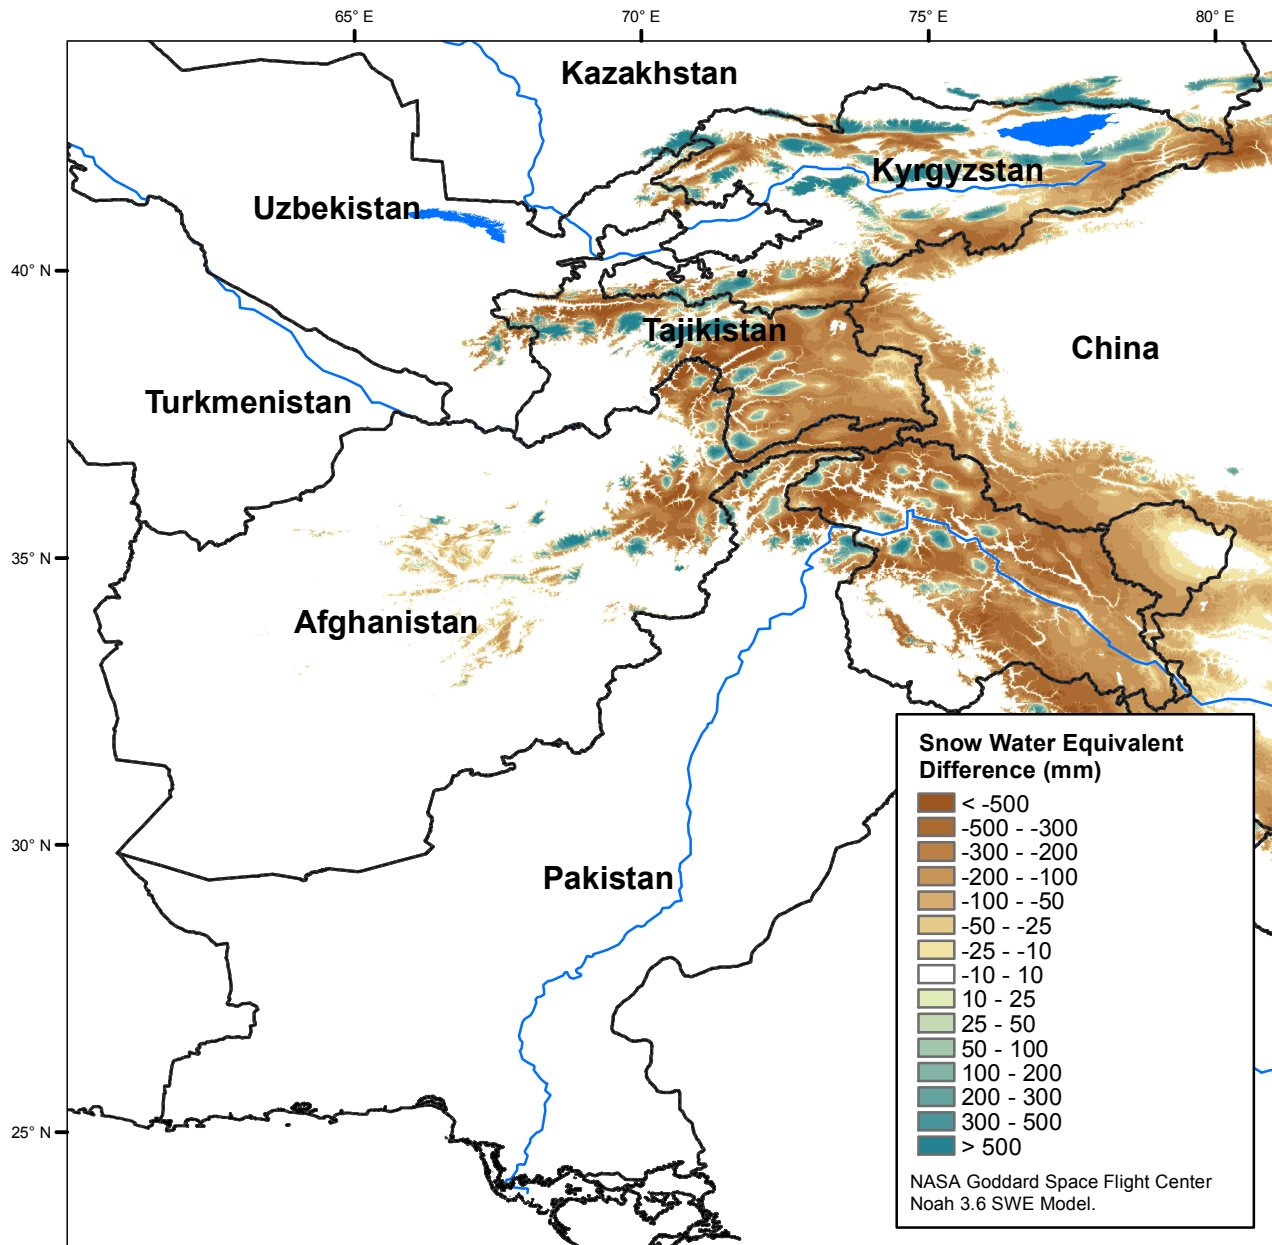 65° E 70° E 75° E 80° E
Kazakhstan
Kyrgyzstan
Uzbekistan
40° N
Tajikistan
China
Turkmenistan
35° N
Afghanistan
Snow Water Equivalent
Difference (mm)
< -500
-500 - -300
-300 - -200
-200 - -100
-100 - -50
-50 - -25
-25 - -10
-10 - 10
10 - 25
25 - 50
50 - 100
100 - 200
200 - 300
300 - 500
> 500
NASA Goddard Space Flight Center
Noah 3.6 SWE Model.
30° N
Pakistan
25° N